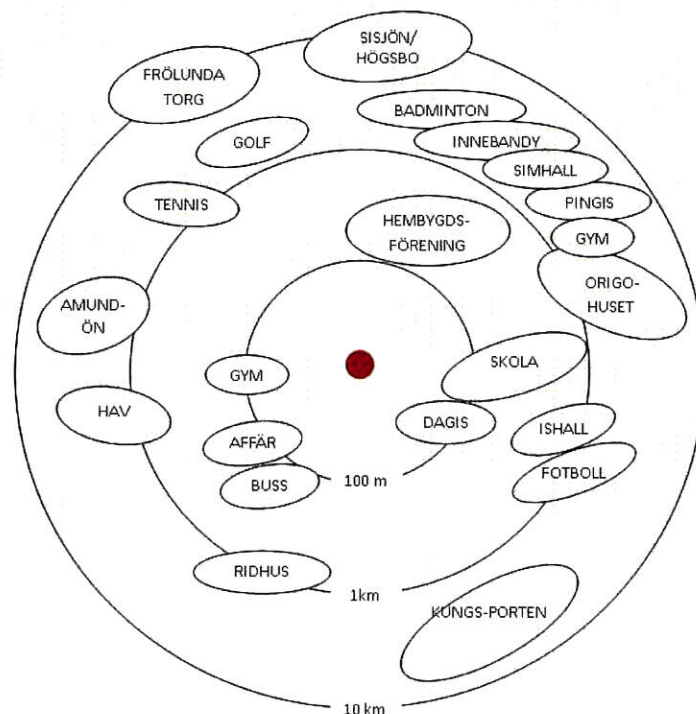 SISJÖN/
HÖGSBO
FRÖLUNDA
TORG
BADMINTON
GOLF
INNEBANDY
SIMHALL
TENNIS
PINGIS
HEMBYGDS-
FÖRENING
GYM
ORIGO-
HUSET
AMUND-
ÖN
SKOLA
GYM
HAV
DAGIS
ISHALL
AFFÄR
FOTBOLL
BUSS
100 m
RIDHUS
1km
KUNGS-PORTEN
10 km